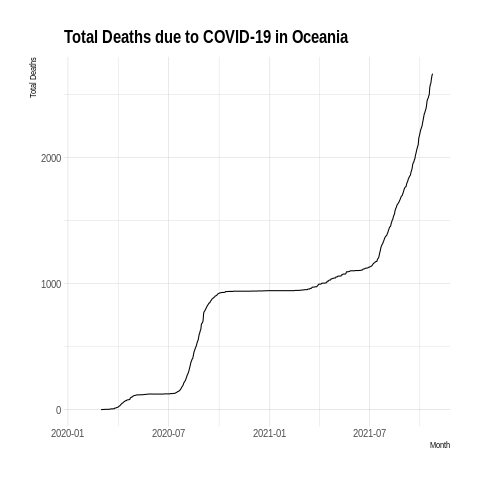 Total Deaths due to COVID-19 in Oceania
Total Deaths
2000
1000
0
2020-01 2020-07 2021-01 2021-07
Month